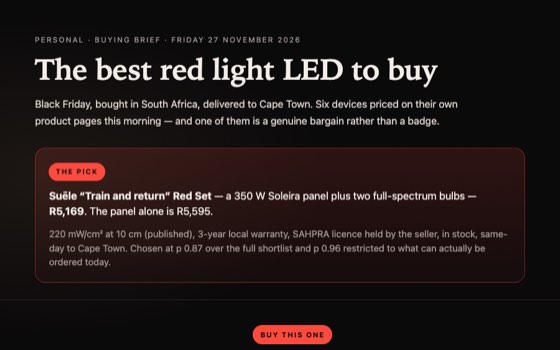 PERSONAL · BUYING BRIEF · FRIDAY 27 NOVEMBER 2026
The best red light LED to buy
Black Friday, bought in South Africa, delivered to Cape Town. Six devices priced on their own
product pages this morning — and one of them is a genuine bargain rather than a badge.
THE PICK
Suële “Train and return” Red Set — a 350 W Soleira panel plus two full-spectrum bulbs —
R5,169. The panel alone is R5,595.
220 mW/cm² at 10 cm (published), 3-year local warranty, SAHPRA licence held by the seller, in stock, same-
day to Cape Town. Chosen at p 0.87 over the full shortlist and p 0.96 restricted to what can actually be
ordered today.
BUY THIS ONE